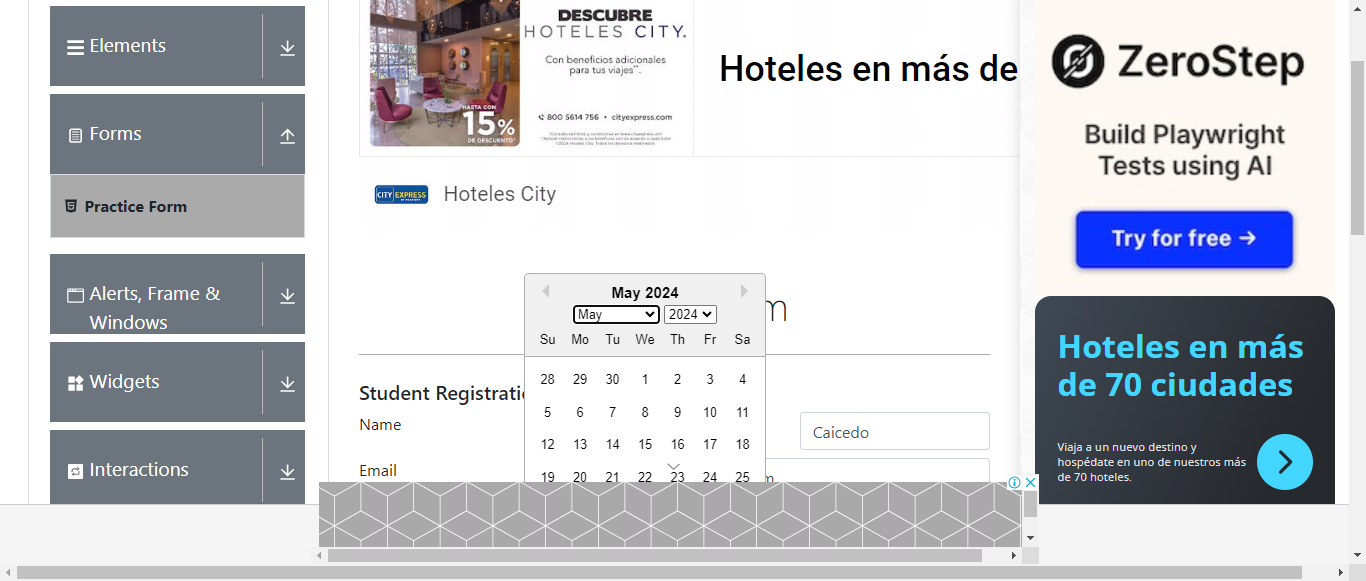 Elements
Forms
Practice Form
Alerts, Frame &
Windows
Widgets
Interactions
HASTA CON
15%
DE DESCUENTO*
DESCUBRE
HOTELES CITY.
Con beneficios adicionales
para tus viajes**.
800 5614 756 • cityexpress.com
Hoteles en más de
CITY EXPRESS
Hoteles City
May 2024
May
2024
Su Mo Tu We Th Fr Sa
28 29 30 1 2 3 4
5 6 7 8 9 10 11
12 13 14 15 16 17 18
19 20 21 22 23 24 25
m
Student Registratio
Name
Caicedo
Email
m
ZeroStep
Build Playwright
Tests using AI
Try for free →
Hoteles en más
de 70 ciudades
Viaja a un nuevo destino y
hospédate en uno de nuestros más
de 70 hoteles.